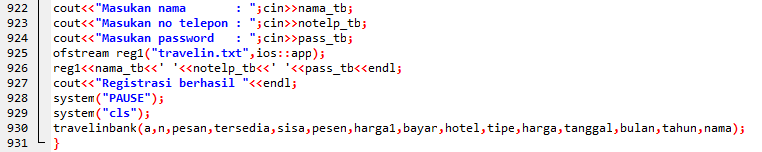 922 cout<<"Masukan nama       : ";cin>>nama_tb;
923 cout<<"Masukan no telepon : ";cin>>notelp_tb;
924 cout<<"Masukan password   : ";cin>>pass_tb;
925 ofstream reg1("travelin.txt",ios::app);
926 reg1<<nama_tb<<' '<<notelp_tb<<' '<<pass_tb<<endl;
927 cout<<"Registrasi berhasil "<<endl;
928 system("PAUSE");
929 system("cls");
930 travelinbank(a,n,pesan,tersedia,sisa,pesen,harga1,bayar,hotel,tipe,harga,tanggal,bulan,tahun,nama);
931 }